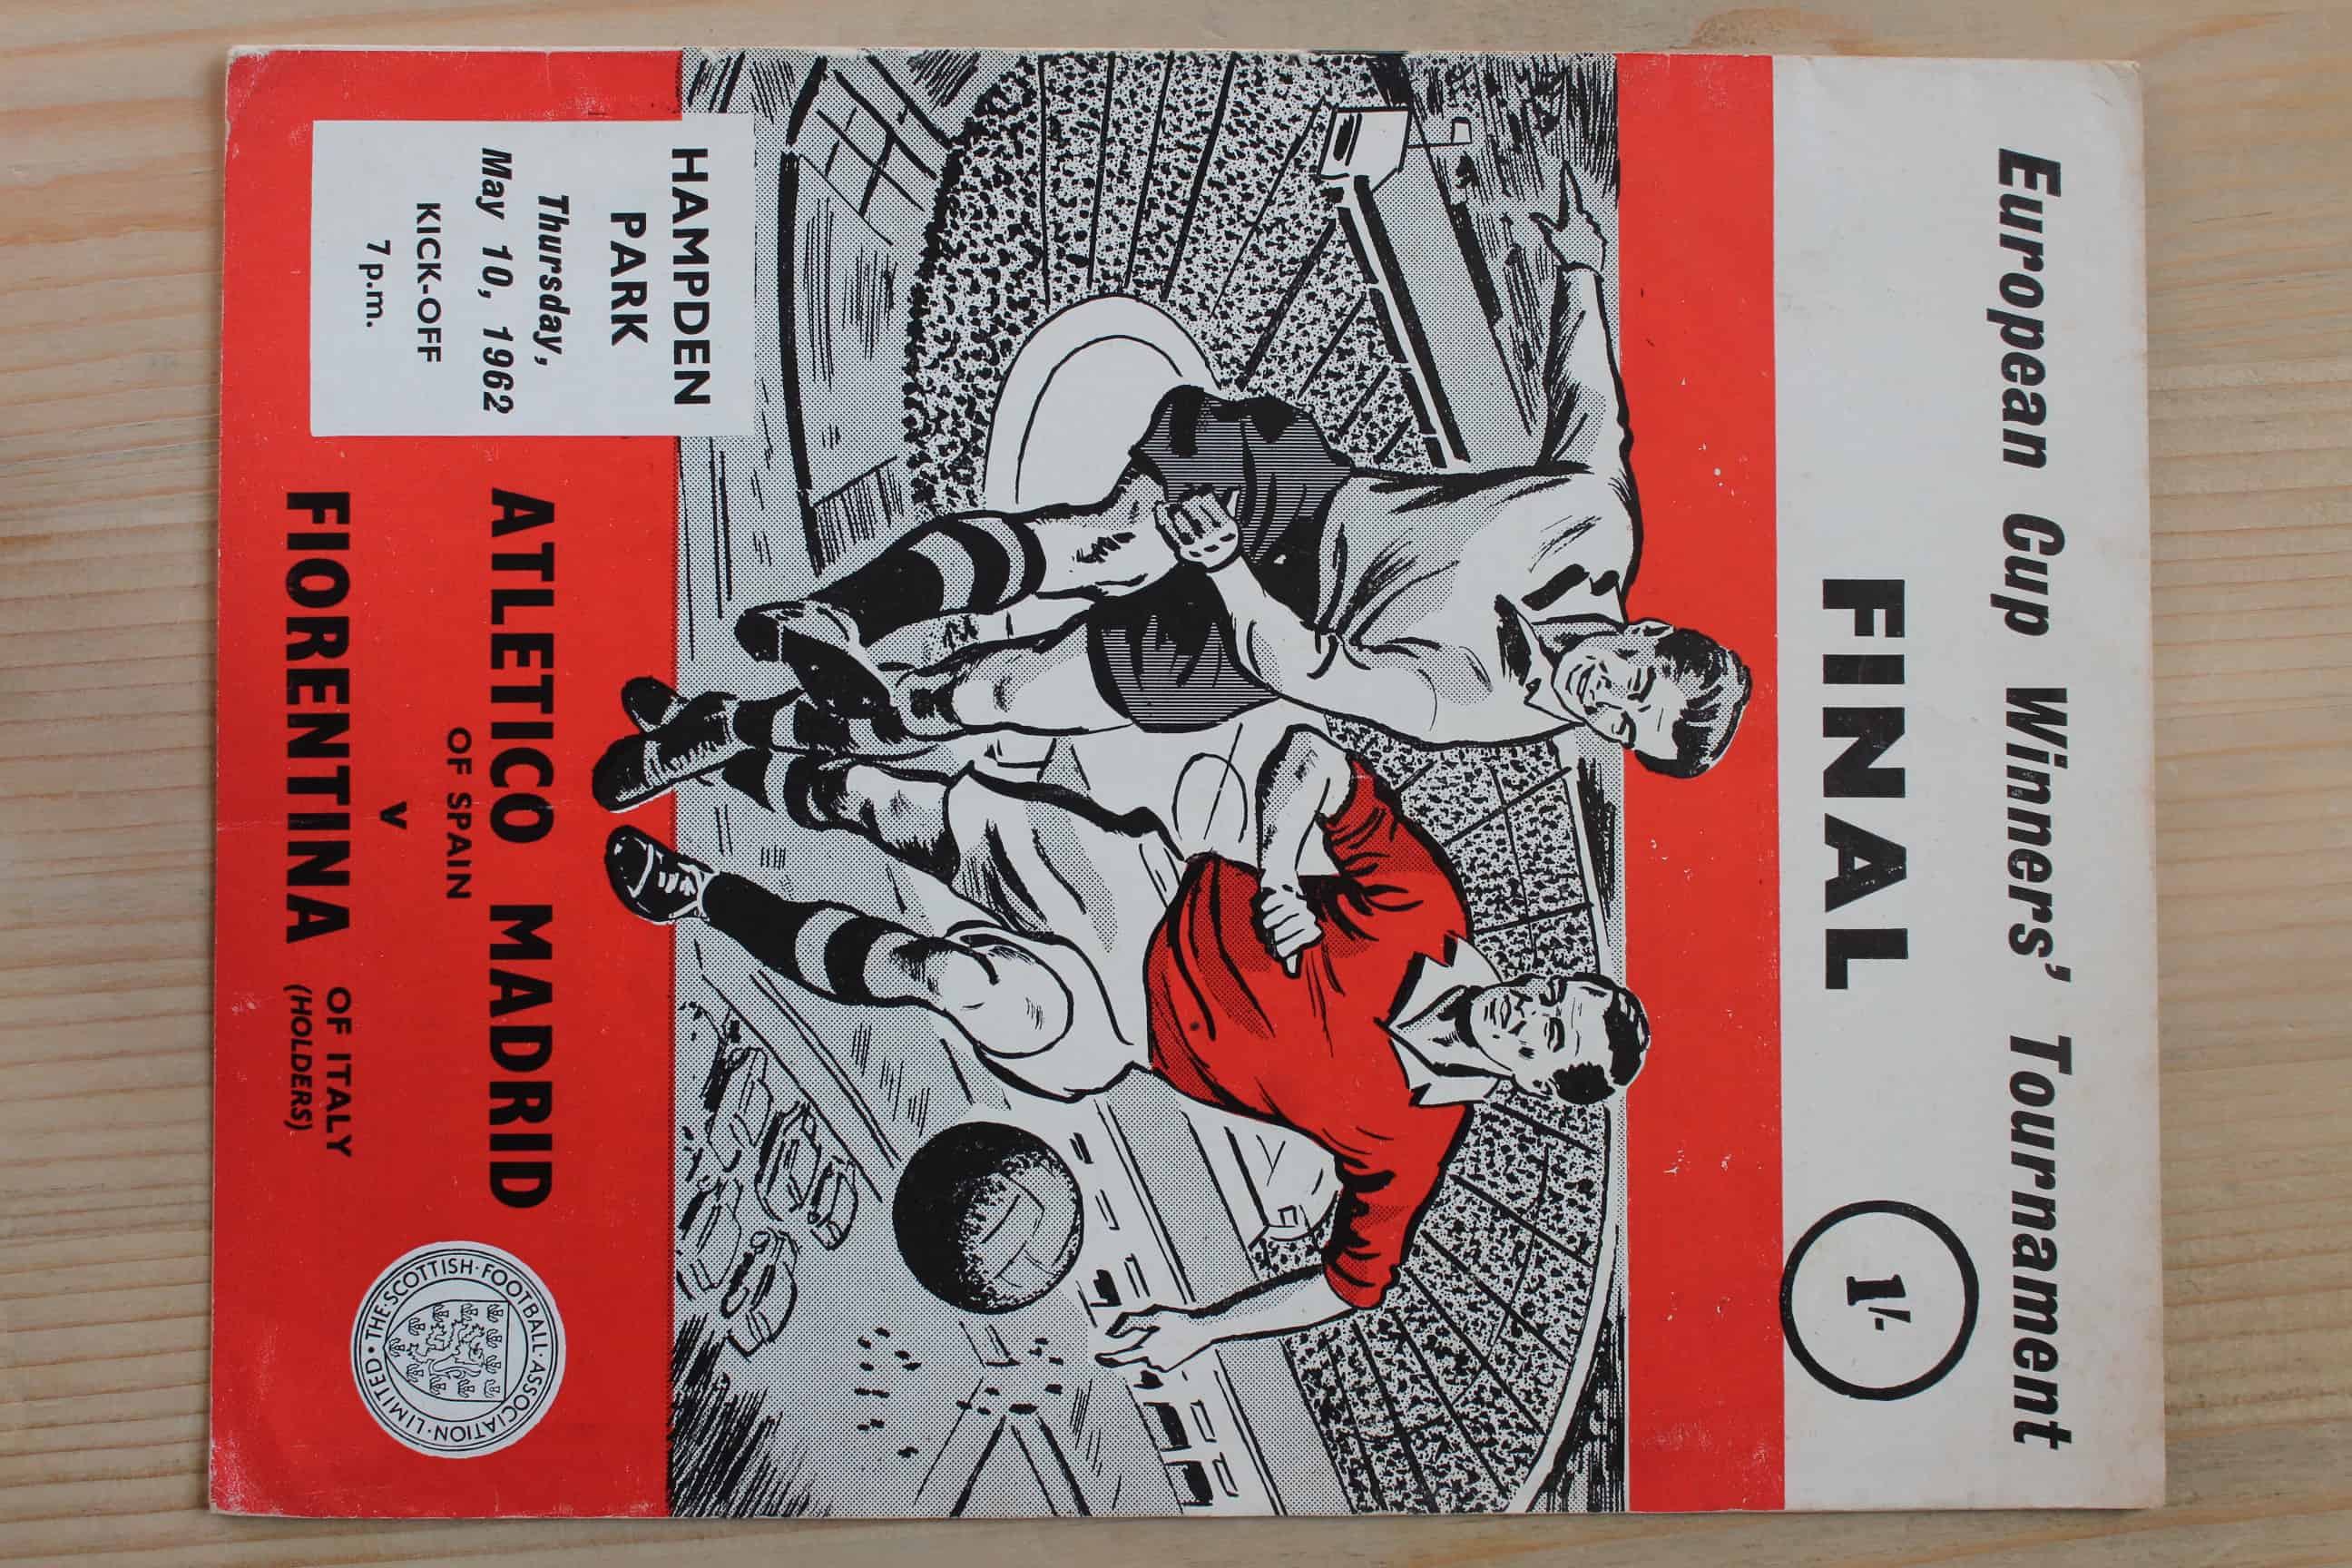 European Cup Winners' Tournament
FINAL
1/-
HAMPDEN
PARK
Thursday,
May 10, 1962
KICK-OFF
7 p.m.
ATLETICO MADRID
OF SPAIN
v
FIORENTINA OF ITALY
(HOLDERS)
THE·SCOTTISH·FOOTBALL·ASSOCIATION·LIMITED·